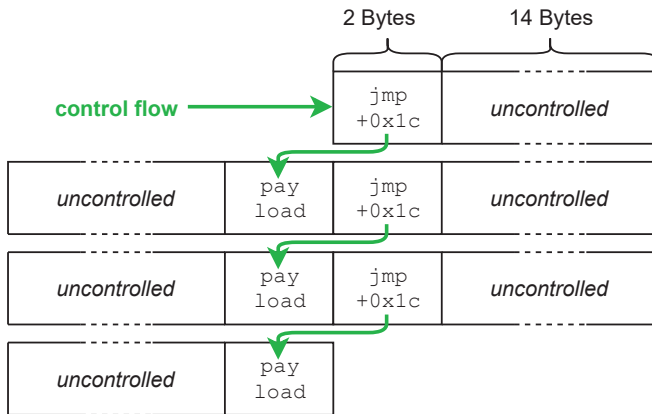 2 Bytes 14 Bytes
control flow jmp uncontrolled
+0x1c
uncontrolled pay jmp uncontrolled
load +0x1c
uncontrolled pay jmp uncontrolled
load +0x1c
uncontrolled pay
load